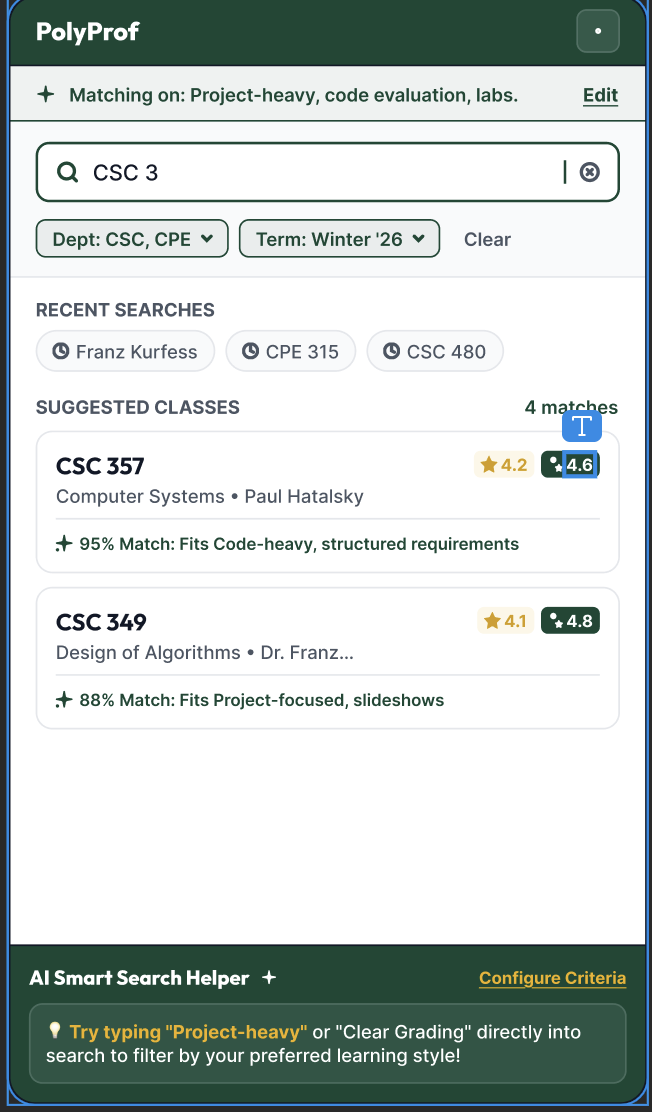 PolyProf
Matching on: Project-heavy, code evaluation, labs. Edit
CSC 3
Dept: CSC, CPE Term: Winter '26 Clear
RECENT SEARCHES
Franz Kurfess CPE 315 CSC 480
SUGGESTED CLASSES 4 matches
T
CSC 357 4.2 4.6
Computer Systems • Paul Hatalsky
95% Match: Fits Code-heavy, structured requirements
CSC 349 4.1 4.8
Design of Algorithms • Dr. Franz...
88% Match: Fits Project-focused, slideshows
AI Smart Search Helper Configure Criteria
Try typing "Project-heavy" or "Clear Grading" directly into
search to filter by your preferred learning style!